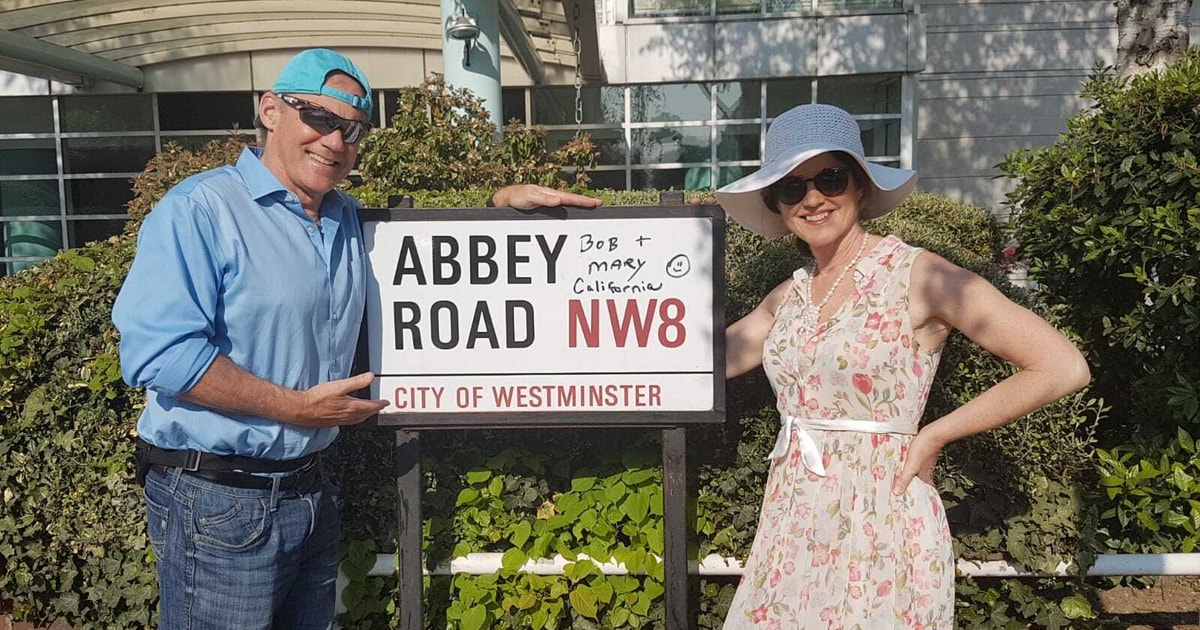 ABBEY
ROAD NW8
BOB +
MARY
California
CITY OF WESTMINSTER